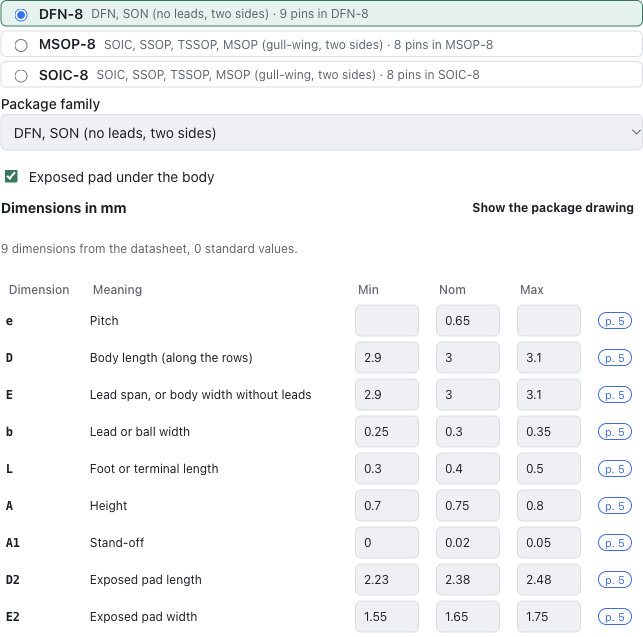 DFN-8 DFN, SON (no leads, two sides) · 9 pins in DFN-8
MSOP-8 SOIC, SSOP, TSSOP, MSOP (gull-wing, two sides) · 8 pins in MSOP-8
SOIC-8 SOIC, SSOP, TSSOP, MSOP (gull-wing, two sides) · 8 pins in SOIC-8
Package family
DFN, SON (no leads, two sides)
Exposed pad under the body
Dimensions in mm Show the package drawing
9 dimensions from the datasheet, 0 standard values.
Dimension Meaning Min Nom Max
e Pitch 0.65 p. 5
D Body length (along the rows) 2.9 3 3.1 p. 5
E Lead span, or body width without leads 2.9 3 3.1 p. 5
b Lead or ball width 0.25 0.3 0.35 p. 5
L Foot or terminal length 0.3 0.4 0.5 p. 5
A Height 0.7 0.75 0.8 p. 5
A1 Stand-off 0 0.02 0.05 p. 5
D2 Exposed pad length 2.23 2.38 2.48 p. 5
E2 Exposed pad width 1.55 1.65 1.75 p. 5